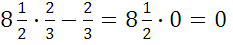 8 1/2 · 2/3 − 2/3 = 8 1/2 · 0 = 0